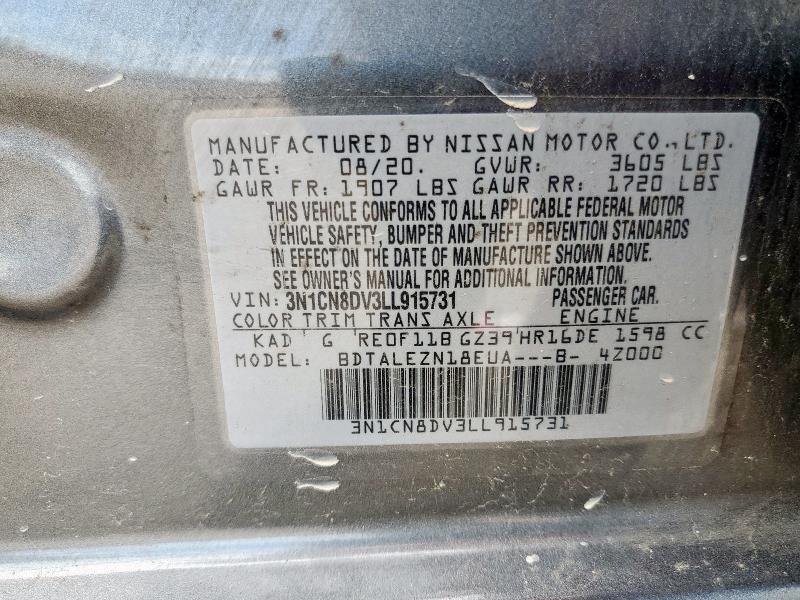 MANUFACTURED BY NISSAN MOTOR CO., LTD.
DATE: 08/20. GVWR: 3605 LBS
GAWR FR: 1907 LBS GAWR RR: 1720 LBS
THIS VEHICLE CONFORMS TO ALL APPLICABLE FEDERAL MOTOR
VEHICLE SAFETY, BUMPER AND THEFT PREVENTION STANDARDS
IN EFFECT ON THE DATE OF MANUFACTURE SHOWN ABOVE.
SEE OWNER'S MANUAL FOR ADDITIONAL INFORMATION.
VIN: 3N1CN8DV3LL915731 PASSENGER CAR.
COLOR TRIM TRANS AXLE ENGINE
KAD G RE0F11B GZ39 HR16DE 1598 CC
MODEL: BDTALEZN18EUA---B- 4Z000
3N1CN8DV3LL915731